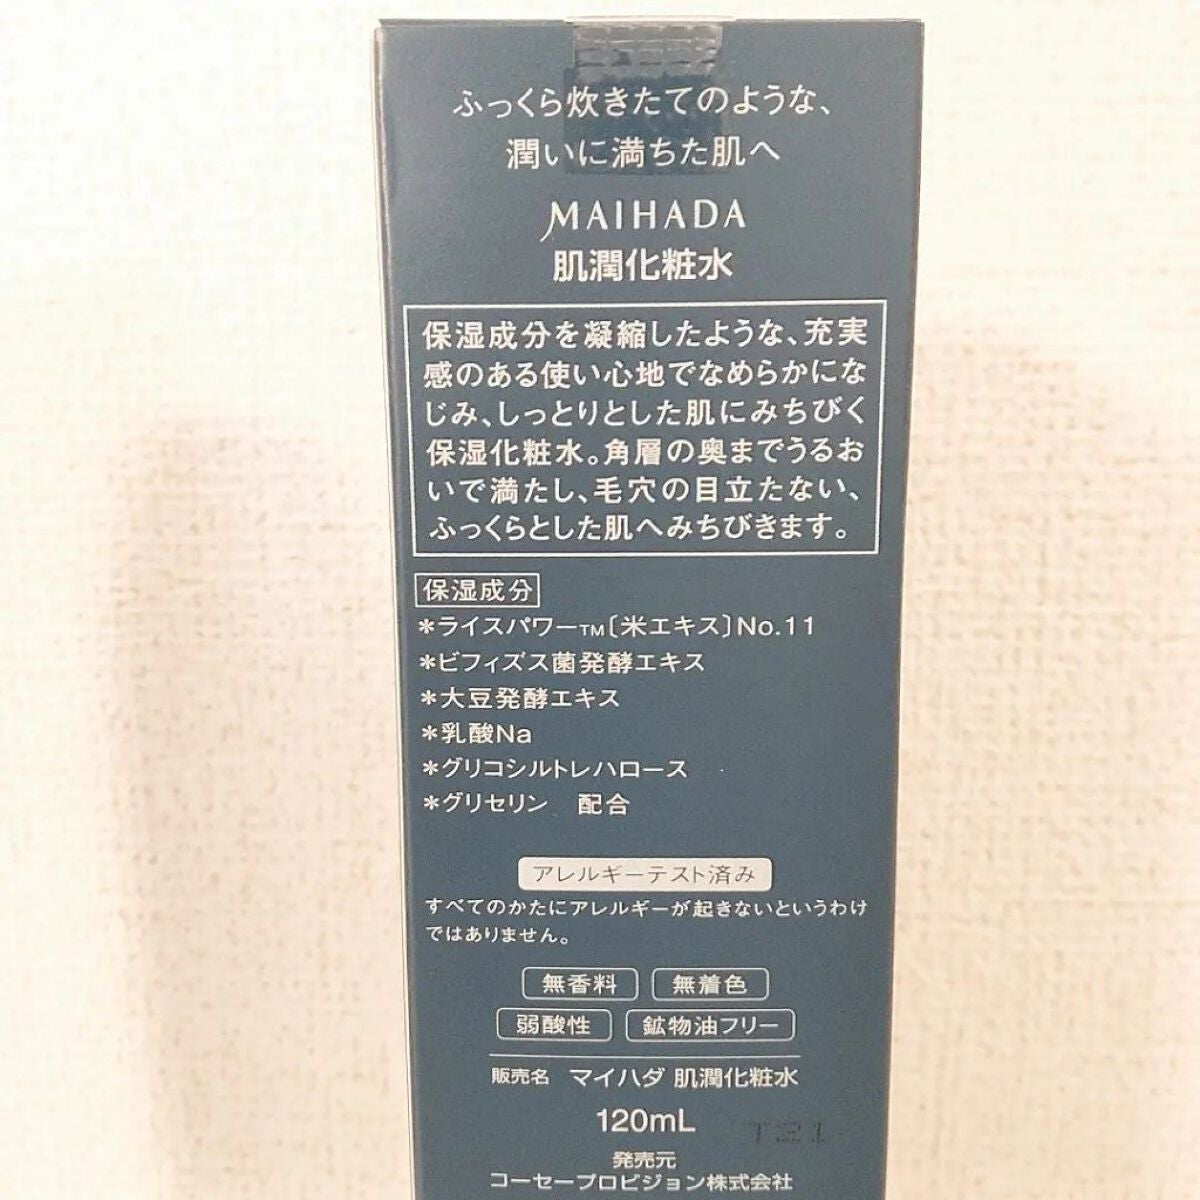 ふっくら炊きたてのような、
潤いに満ちた肌へ
MAIHADA
肌潤化粧水
保湿成分を凝縮したような、充実
感のある使い心地でなめらかにな
じみ、しっとりとした肌にみちびく
保湿化粧水。角層の奥までうるお
いで満たし、毛穴の目立たない、
ふっくらとした肌へみちびきます。
保湿成分
*ライスパワー™〔米エキス〕No.11
*ビフィズス菌発酵エキス
*大豆発酵エキス
*乳酸Na
*グリコシルトレハロース
*グリセリン 配合
アレルギーテスト済み
すべてのかたにアレルギーが起きないというわけ
ではありません。
無香料 無着色
弱酸性 鉱物油フリー
販売名 マイハダ 肌潤化粧水
120mL T21
発売元
コーセープロビジョン株式会社